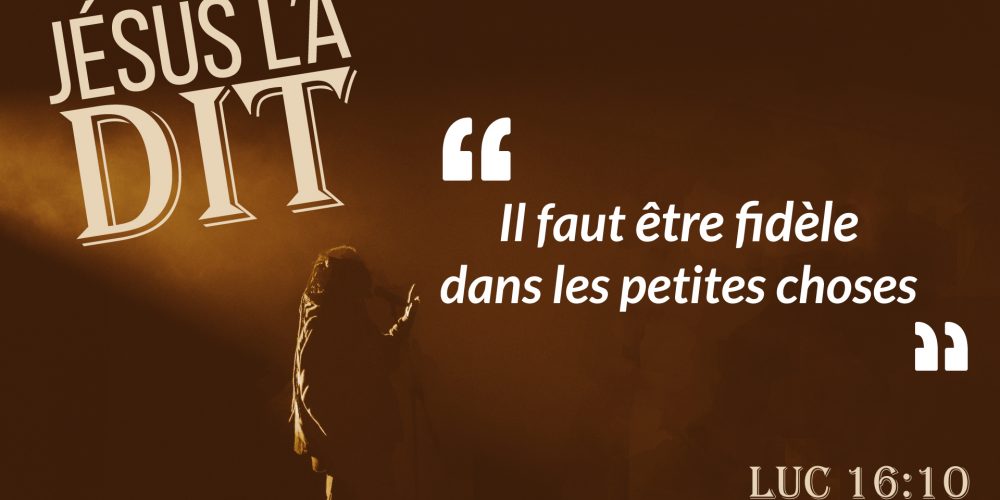 JÉSUS L'A
DIT
“
Il faut être fidèle
dans les petites choses
”
LUC 16:10